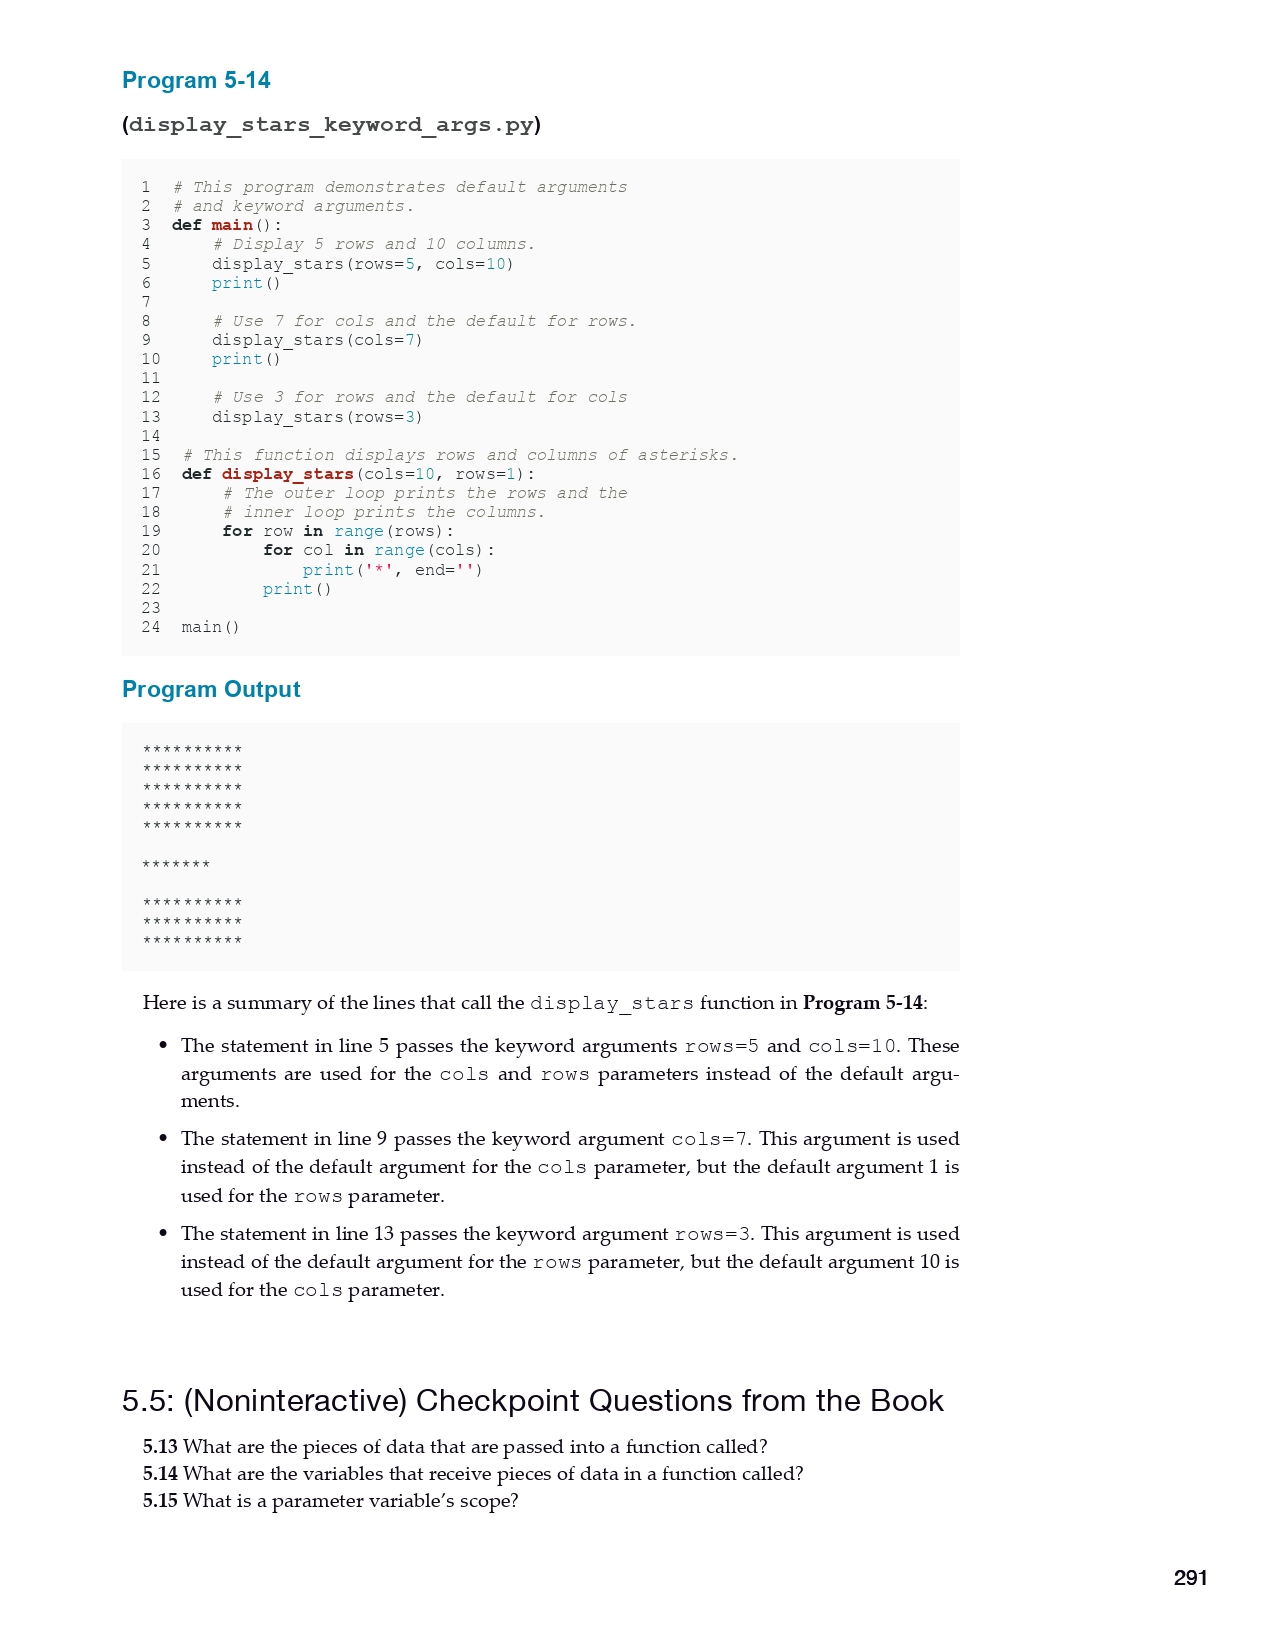 Program 5-14
(display_stars_keyword_args.py)
1  # This program demonstrates default arguments
2  # and keyword arguments.
3  def main():
4      # Display 5 rows and 10 columns.
5      display_stars(rows=5, cols=10)
6      print()
7
8      # Use 7 for cols and the default for rows.
9      display_stars(cols=7)
10     print()
11
12     # Use 3 for rows and the default for cols
13     display_stars(rows=3)
14
15  # This function displays rows and columns of asterisks.
16  def display_stars(cols=10, rows=1):
17      # The outer loop prints the rows and the
18      # inner loop prints the columns.
19      for row in range(rows):
20          for col in range(cols):
21              print('*', end='')
22          print()
23
24  main()
Program Output
**********
**********
**********
**********
**********
*******
**********
**********
**********
Here is a summary of the lines that call the display_stars function in Program 5-14:
• The statement in line 5 passes the keyword arguments rows=5 and cols=10. These
arguments are used for the cols and rows parameters instead of the default argu-
ments.
• The statement in line 9 passes the keyword argument cols=7. This argument is used
instead of the default argument for the cols parameter, but the default argument 1 is
used for the rows parameter.
• The statement in line 13 passes the keyword argument rows=3. This argument is used
instead of the default argument for the rows parameter, but the default argument 10 is
used for the cols parameter.
5.5: (Noninteractive) Checkpoint Questions from the Book
5.13 What are the pieces of data that are passed into a function called?
5.14 What are the variables that receive pieces of data in a function called?
5.15 What is a parameter variable's scope?
291